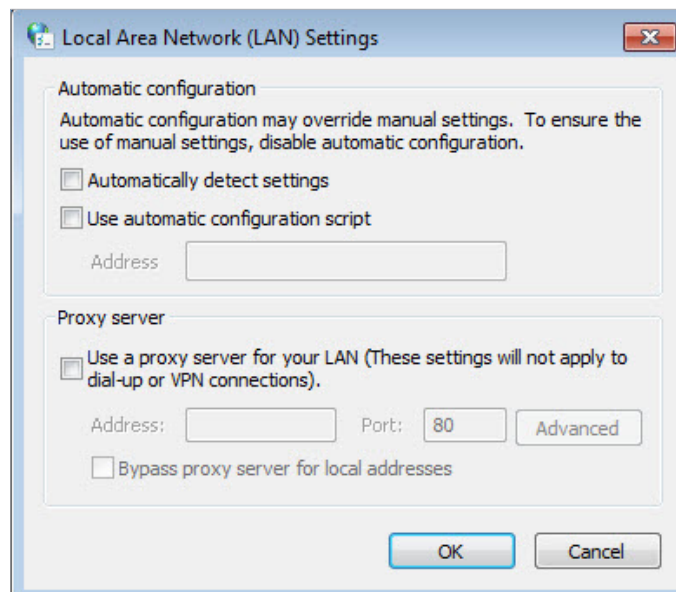 Local Area Network (LAN) Settings
Automatic configuration
Automatic configuration may override manual settings. To ensure the
use of manual settings, disable automatic configuration.
Automatically detect settings
Use automatic configuration script
Address
Proxy server
Use a proxy server for your LAN (These settings will not apply to
dial-up or VPN connections).
Address: Port: 80 Advanced
Bypass proxy server for local addresses
OK Cancel